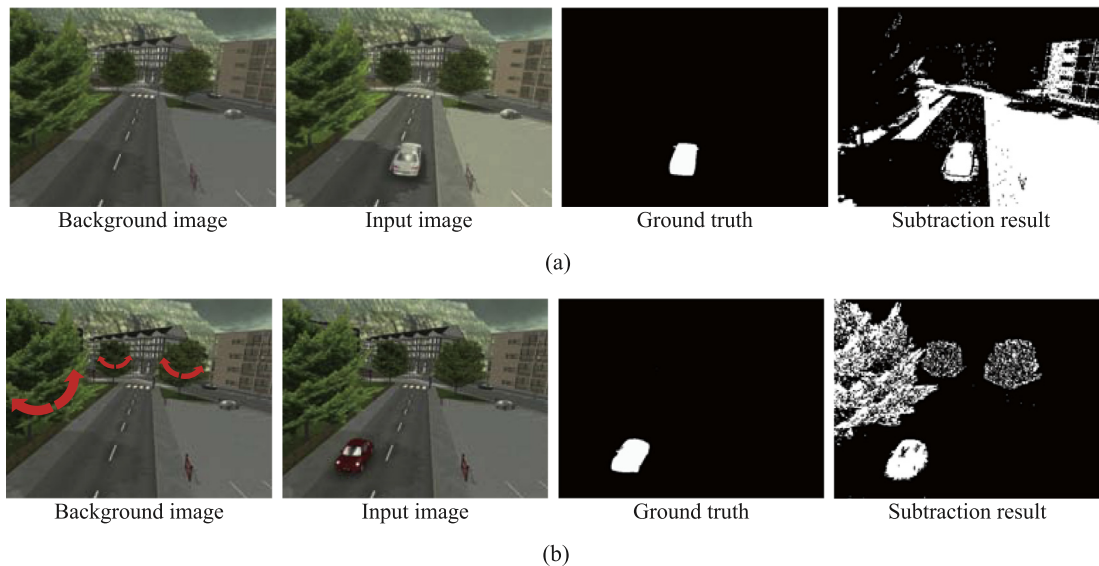 Background image Input image Ground truth Subtraction result
(a)
Background image Input image Ground truth Subtraction result
(b)